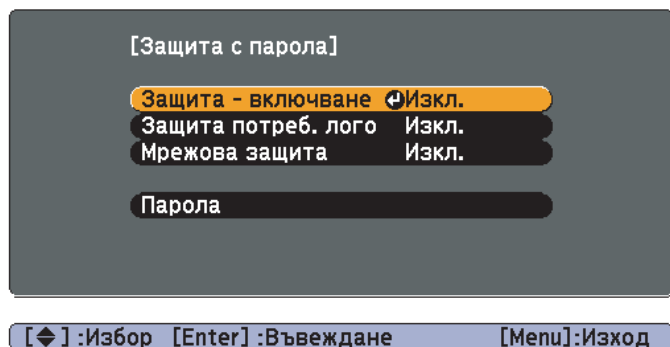 [Защита с парола]
Защита - включване Изкл.
Защита потреб. лого Изкл.
Мрежова защита Изкл.
Парола
[◆] :Избор [Enter] :Въвеждане [Menu]:Изход